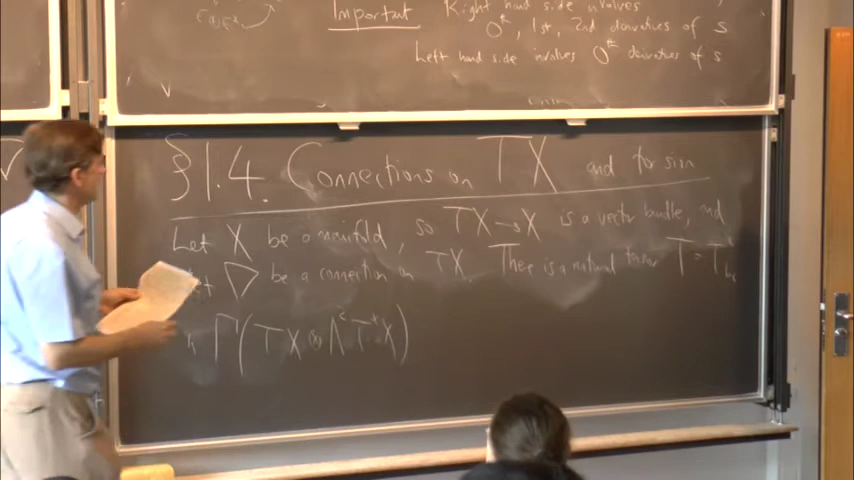 Important Right hand side involves
0th, 1st, 2nd derivatives of s
Left hand side involves 0th derivatives of s
§1.4. Connections on TX and torsion
Let X be a manifold, so TX → X is a vector bundle, and
let ∇ be a connection on TX. There is a natural tensor T = T
in Γ(TX ⊗ Λ²T*X)